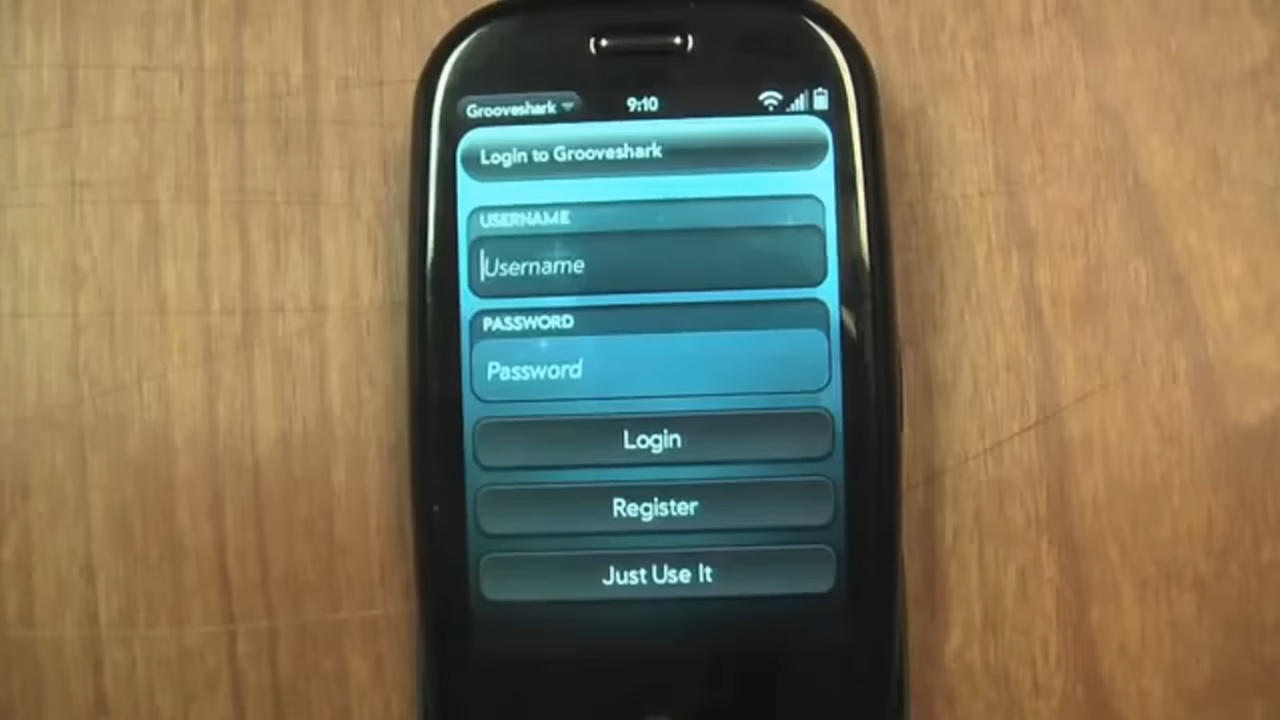 Grooveshark 9:10
Login to Grooveshark
USERNAME
Username
PASSWORD
Password
Login
Register
Just Use It